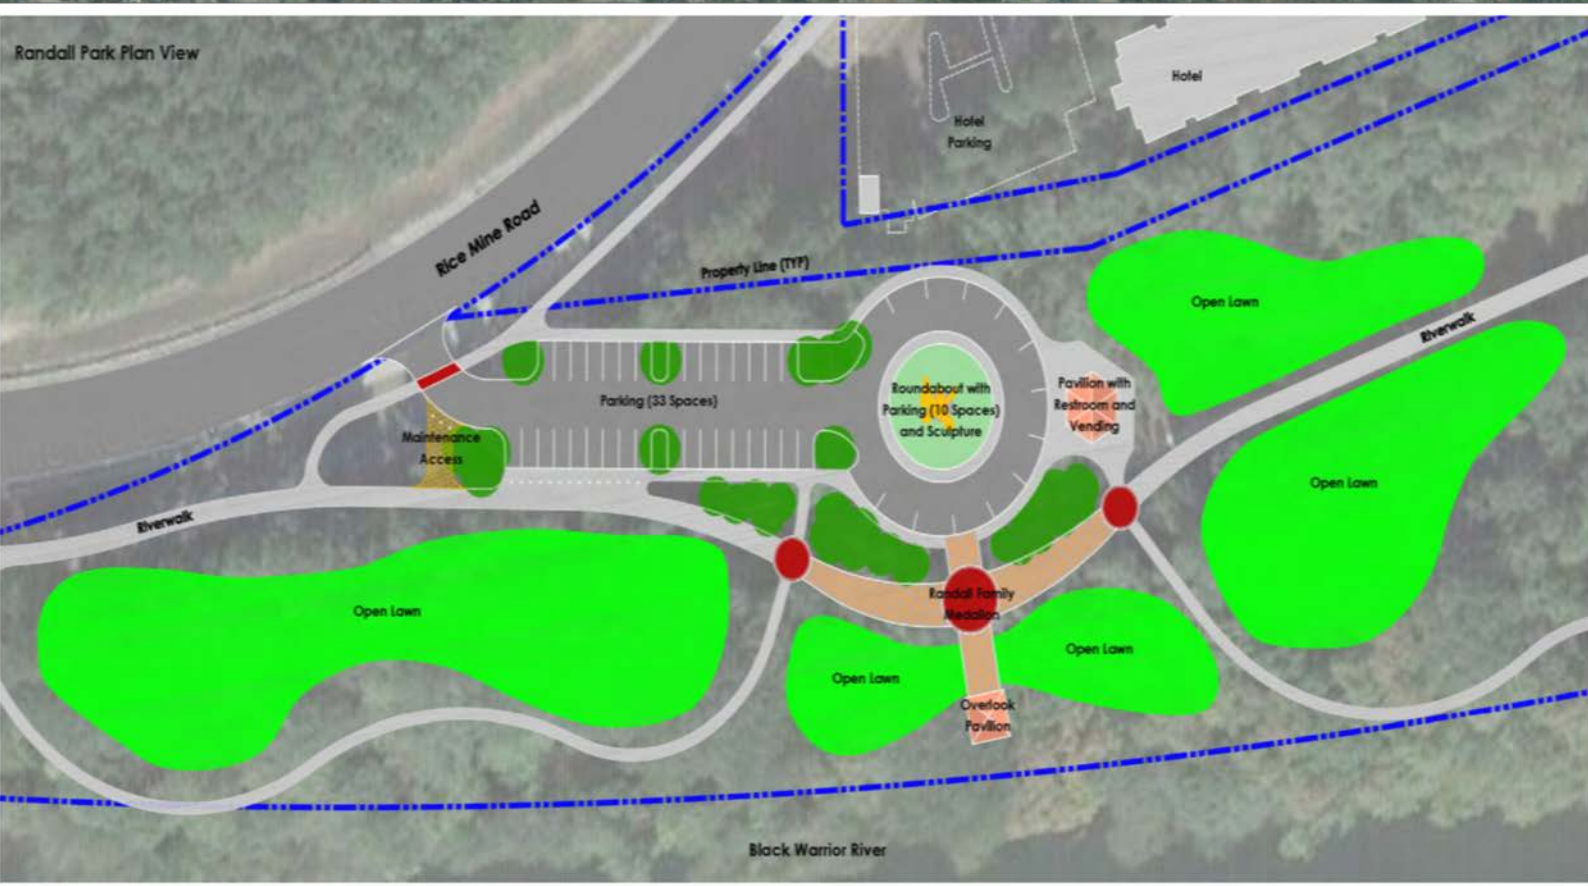 Randall Park Plan View
Hotel
Hotel
Parking
Rice Mine Road
Property Line (TYP)
Open Lawn
Riverwalk
Parking (33 Spaces)
Roundabout with
Parking (10 Spaces)
and Sculpture
Pavilion with
Restroom and
Vending
Maintenance
Access
Open Lawn
Riverwalk
Open Lawn
Randall Family
Medalion
Open Lawn
Open Lawn
Overlook
Pavilion
Black Warrior River